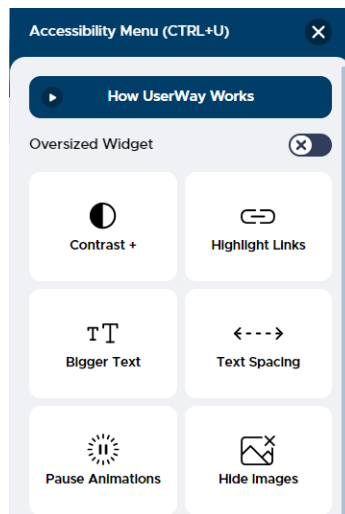 Accessibility Menu (CTRL+U)
How UserWay Works
Oversized Widget
Contrast +
Highlight Links
Bigger Text
Text Spacing
Pause Animations
Hide Images